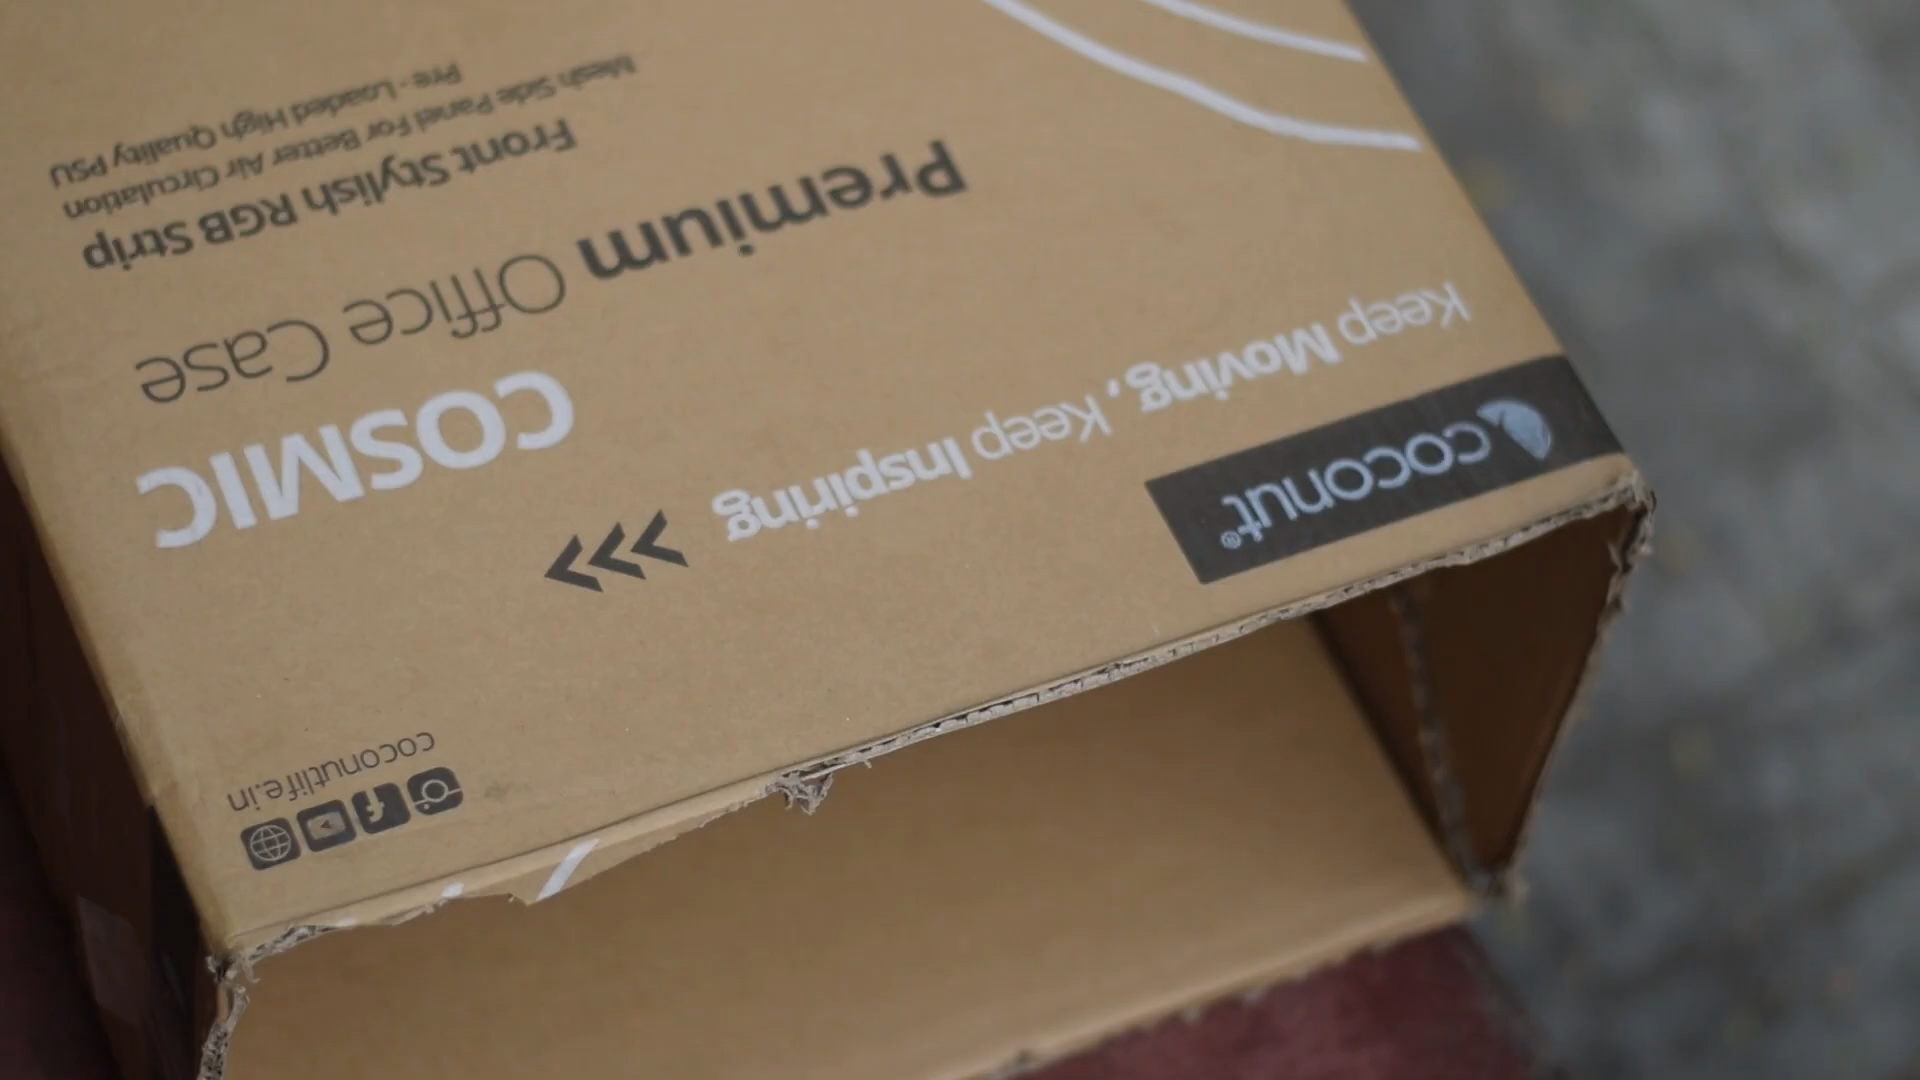 coconut®
Keep Moving, Keep Inspiring
COSMIC
Premium Office Case
Front Stylish RGB Strip
Mesh Side Panel For Better Air Circulation
Pre - Loaded High Quality PSU
coconutlife.in